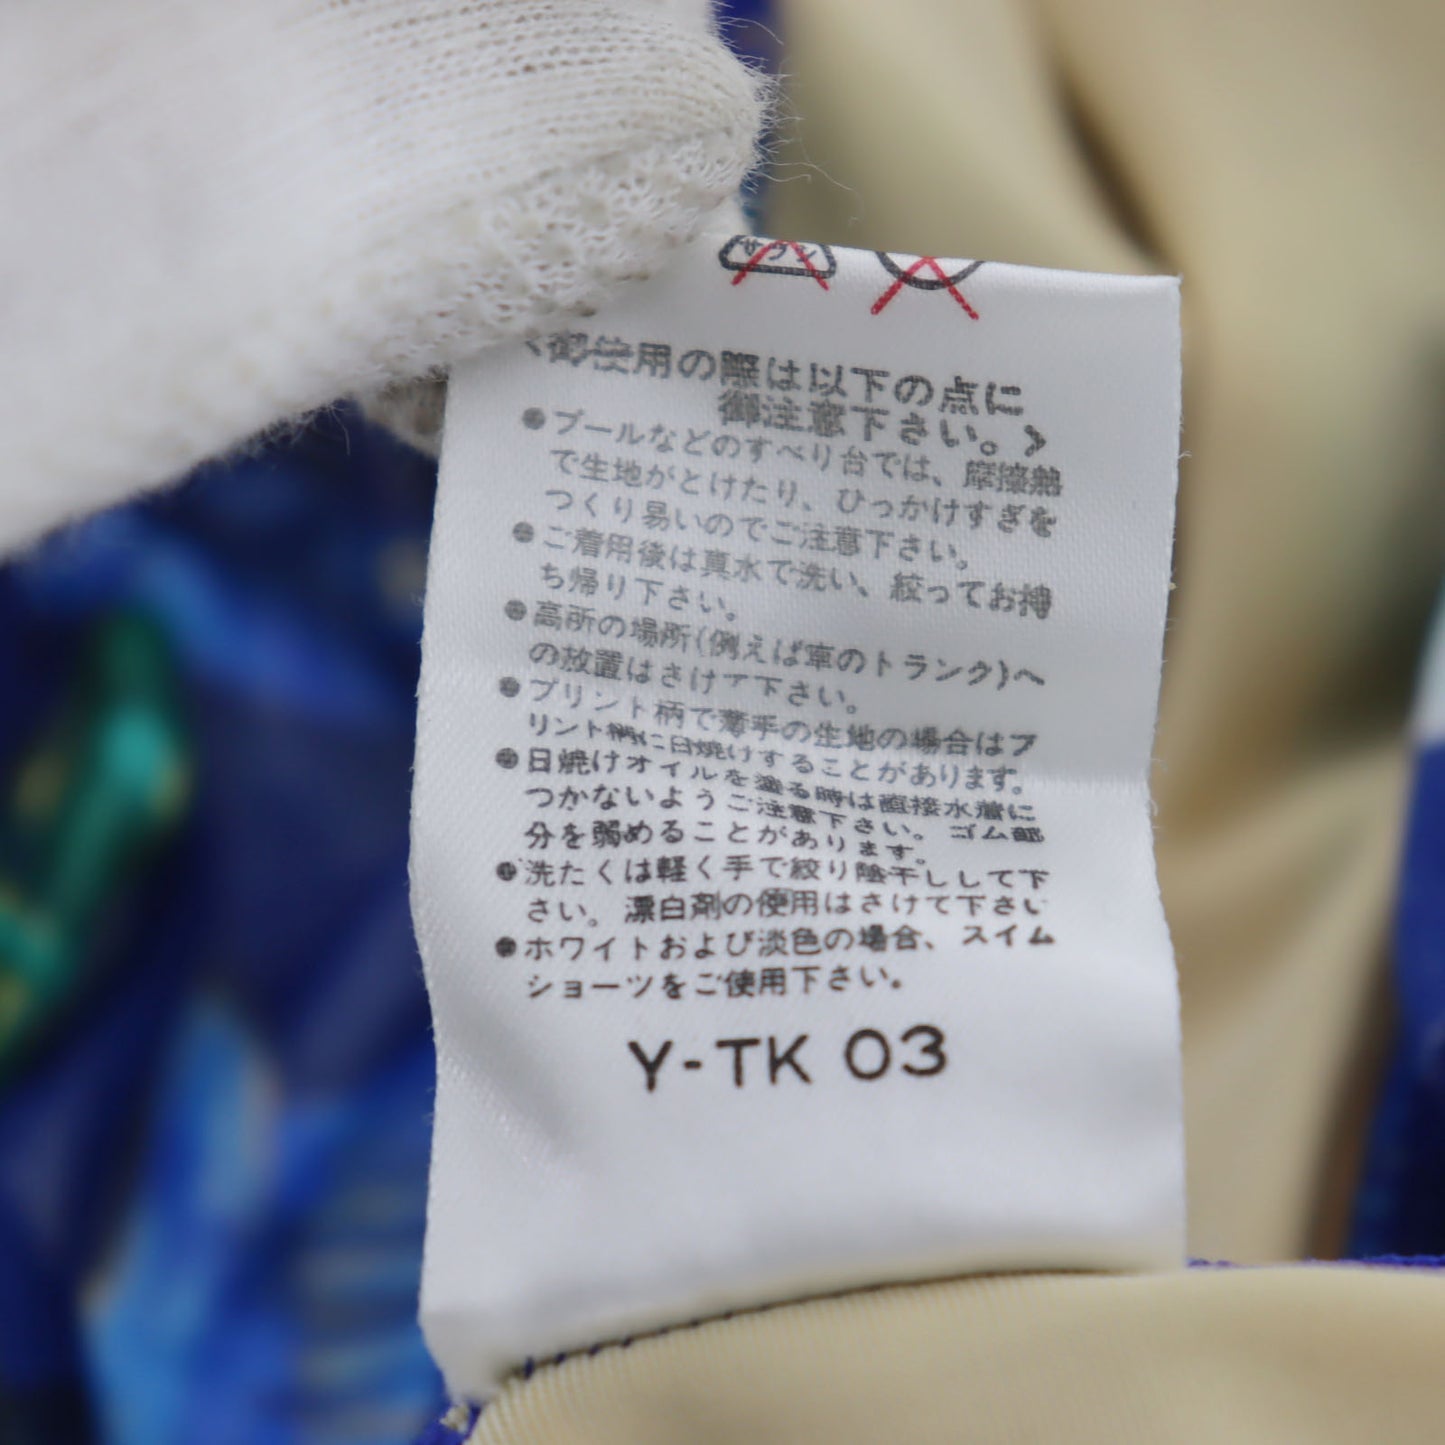 サウン
〈御使用の際は以下の点に
御注意下さい。〉
●プールなどのすべり台では、摩擦熱
で生地がとけたり、ひっかけすぎを
つくり易いのでご注意下さい。
●ご着用後は真水で洗い、絞ってお持
ち帰り下さい。
●高所の場所(例えば車のトランク)へ
の放置はさけて下さい。
●プリント柄で薄手の生地の場合はプ
リント柄に日焼けすることがあります。
●日焼けオイルを塗る時は直接水着に
つかないようご注意下さい。ゴム部
分を弱めることがあります。
●洗たくは軽く手で絞り陰干しして下
さい。漂白剤の使用はさけて下さい
●ホワイトおよび淡色の場合、スイム
ショーツをご使用下さい。
Y-TK 03